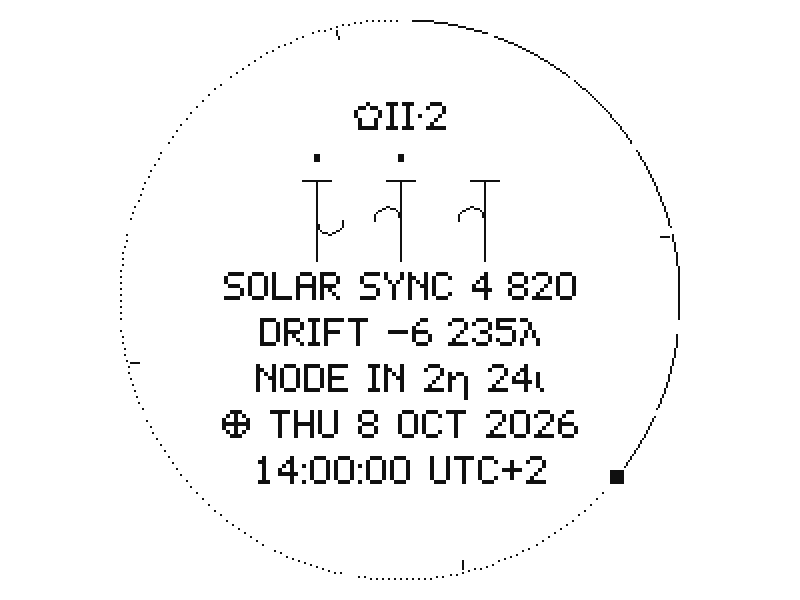 ⬠II·2
SOLAR SYNC 4 820
DRIFT −6 235λ
NODE IN 2η 24ι
⊕ THU 8 OCT 2026
14:00:00 UTC+2